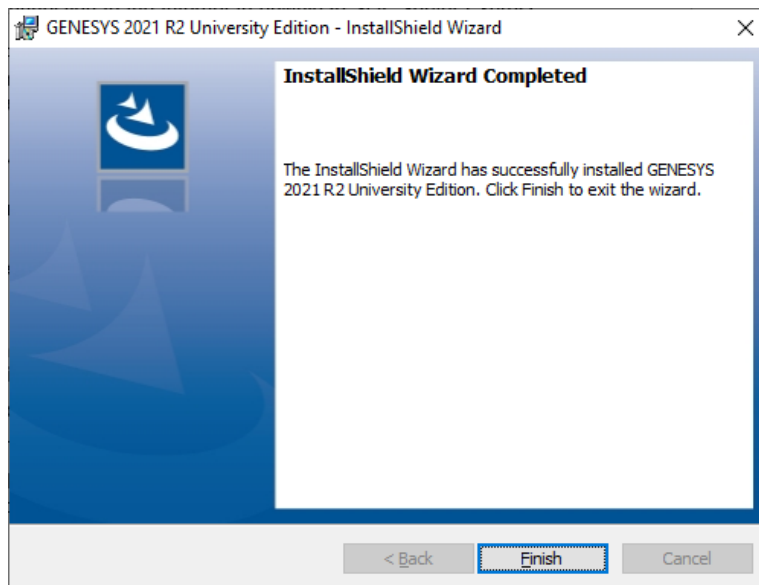 GENESYS 2021 R2 University Edition - InstallShield Wizard
InstallShield Wizard Completed
The InstallShield Wizard has successfully installed GENESYS
2021 R2 University Edition. Click Finish to exit the wizard.
< Back
Finish
Cancel